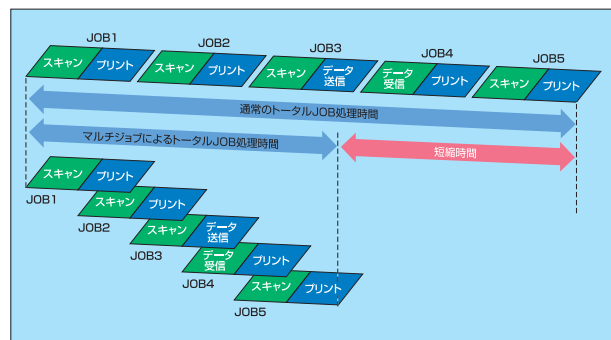 JOB1
JOB2
JOB3
JOB4
JOB5
スキャン
プリント
スキャン
プリント
スキャン
データ
送信
データ
受信
プリント
スキャン
プリント
通常のトータルJOB処理時間
マルチジョブによるトータルJOB処理時間
短縮時間
スキャン
プリント
JOB1
スキャン
プリント
JOB2
スキャン
データ
送信
JOB3
データ
受信
プリント
JOB4
スキャン
プリント
JOB5